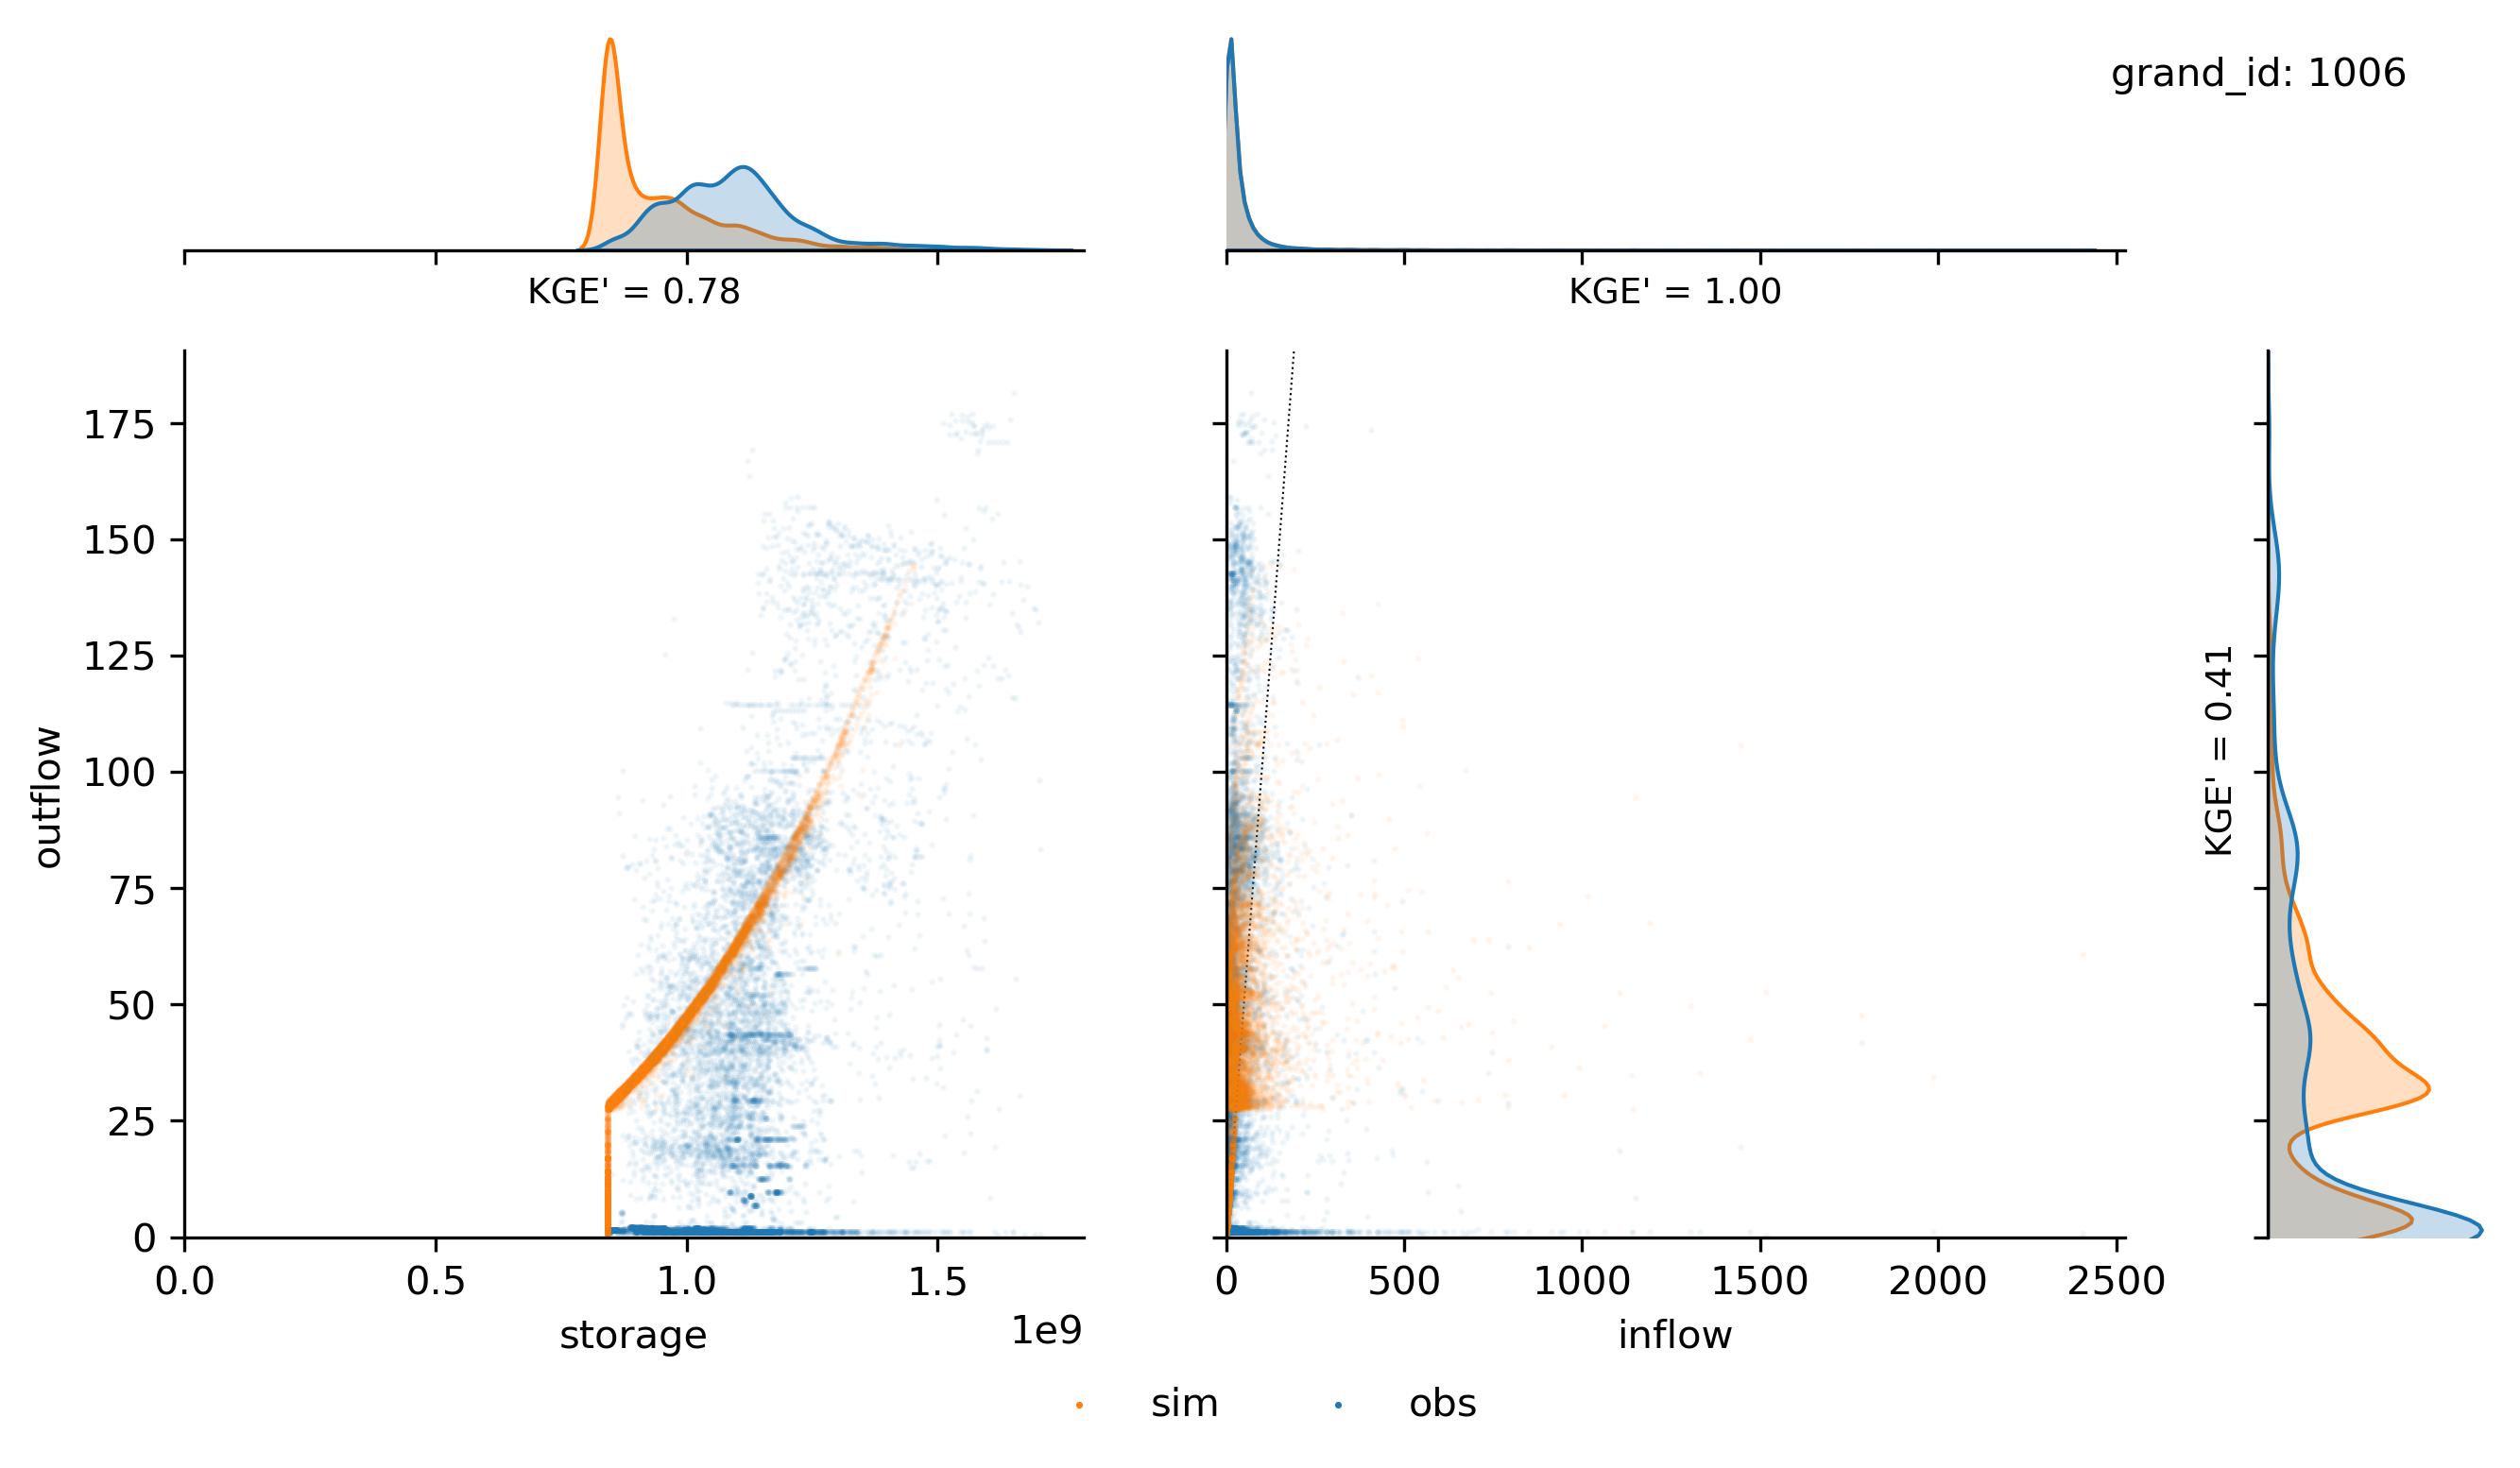 grand_id: 1006
KGE' = 0.78
KGE' = 1.00
175
150
125
100
75
50
25
0
outflow
KGE' = 0.41
0.0 0.5 1.0 1.5
1e9
storage
0 500 1000 1500 2000 2500
inflow
sim obs